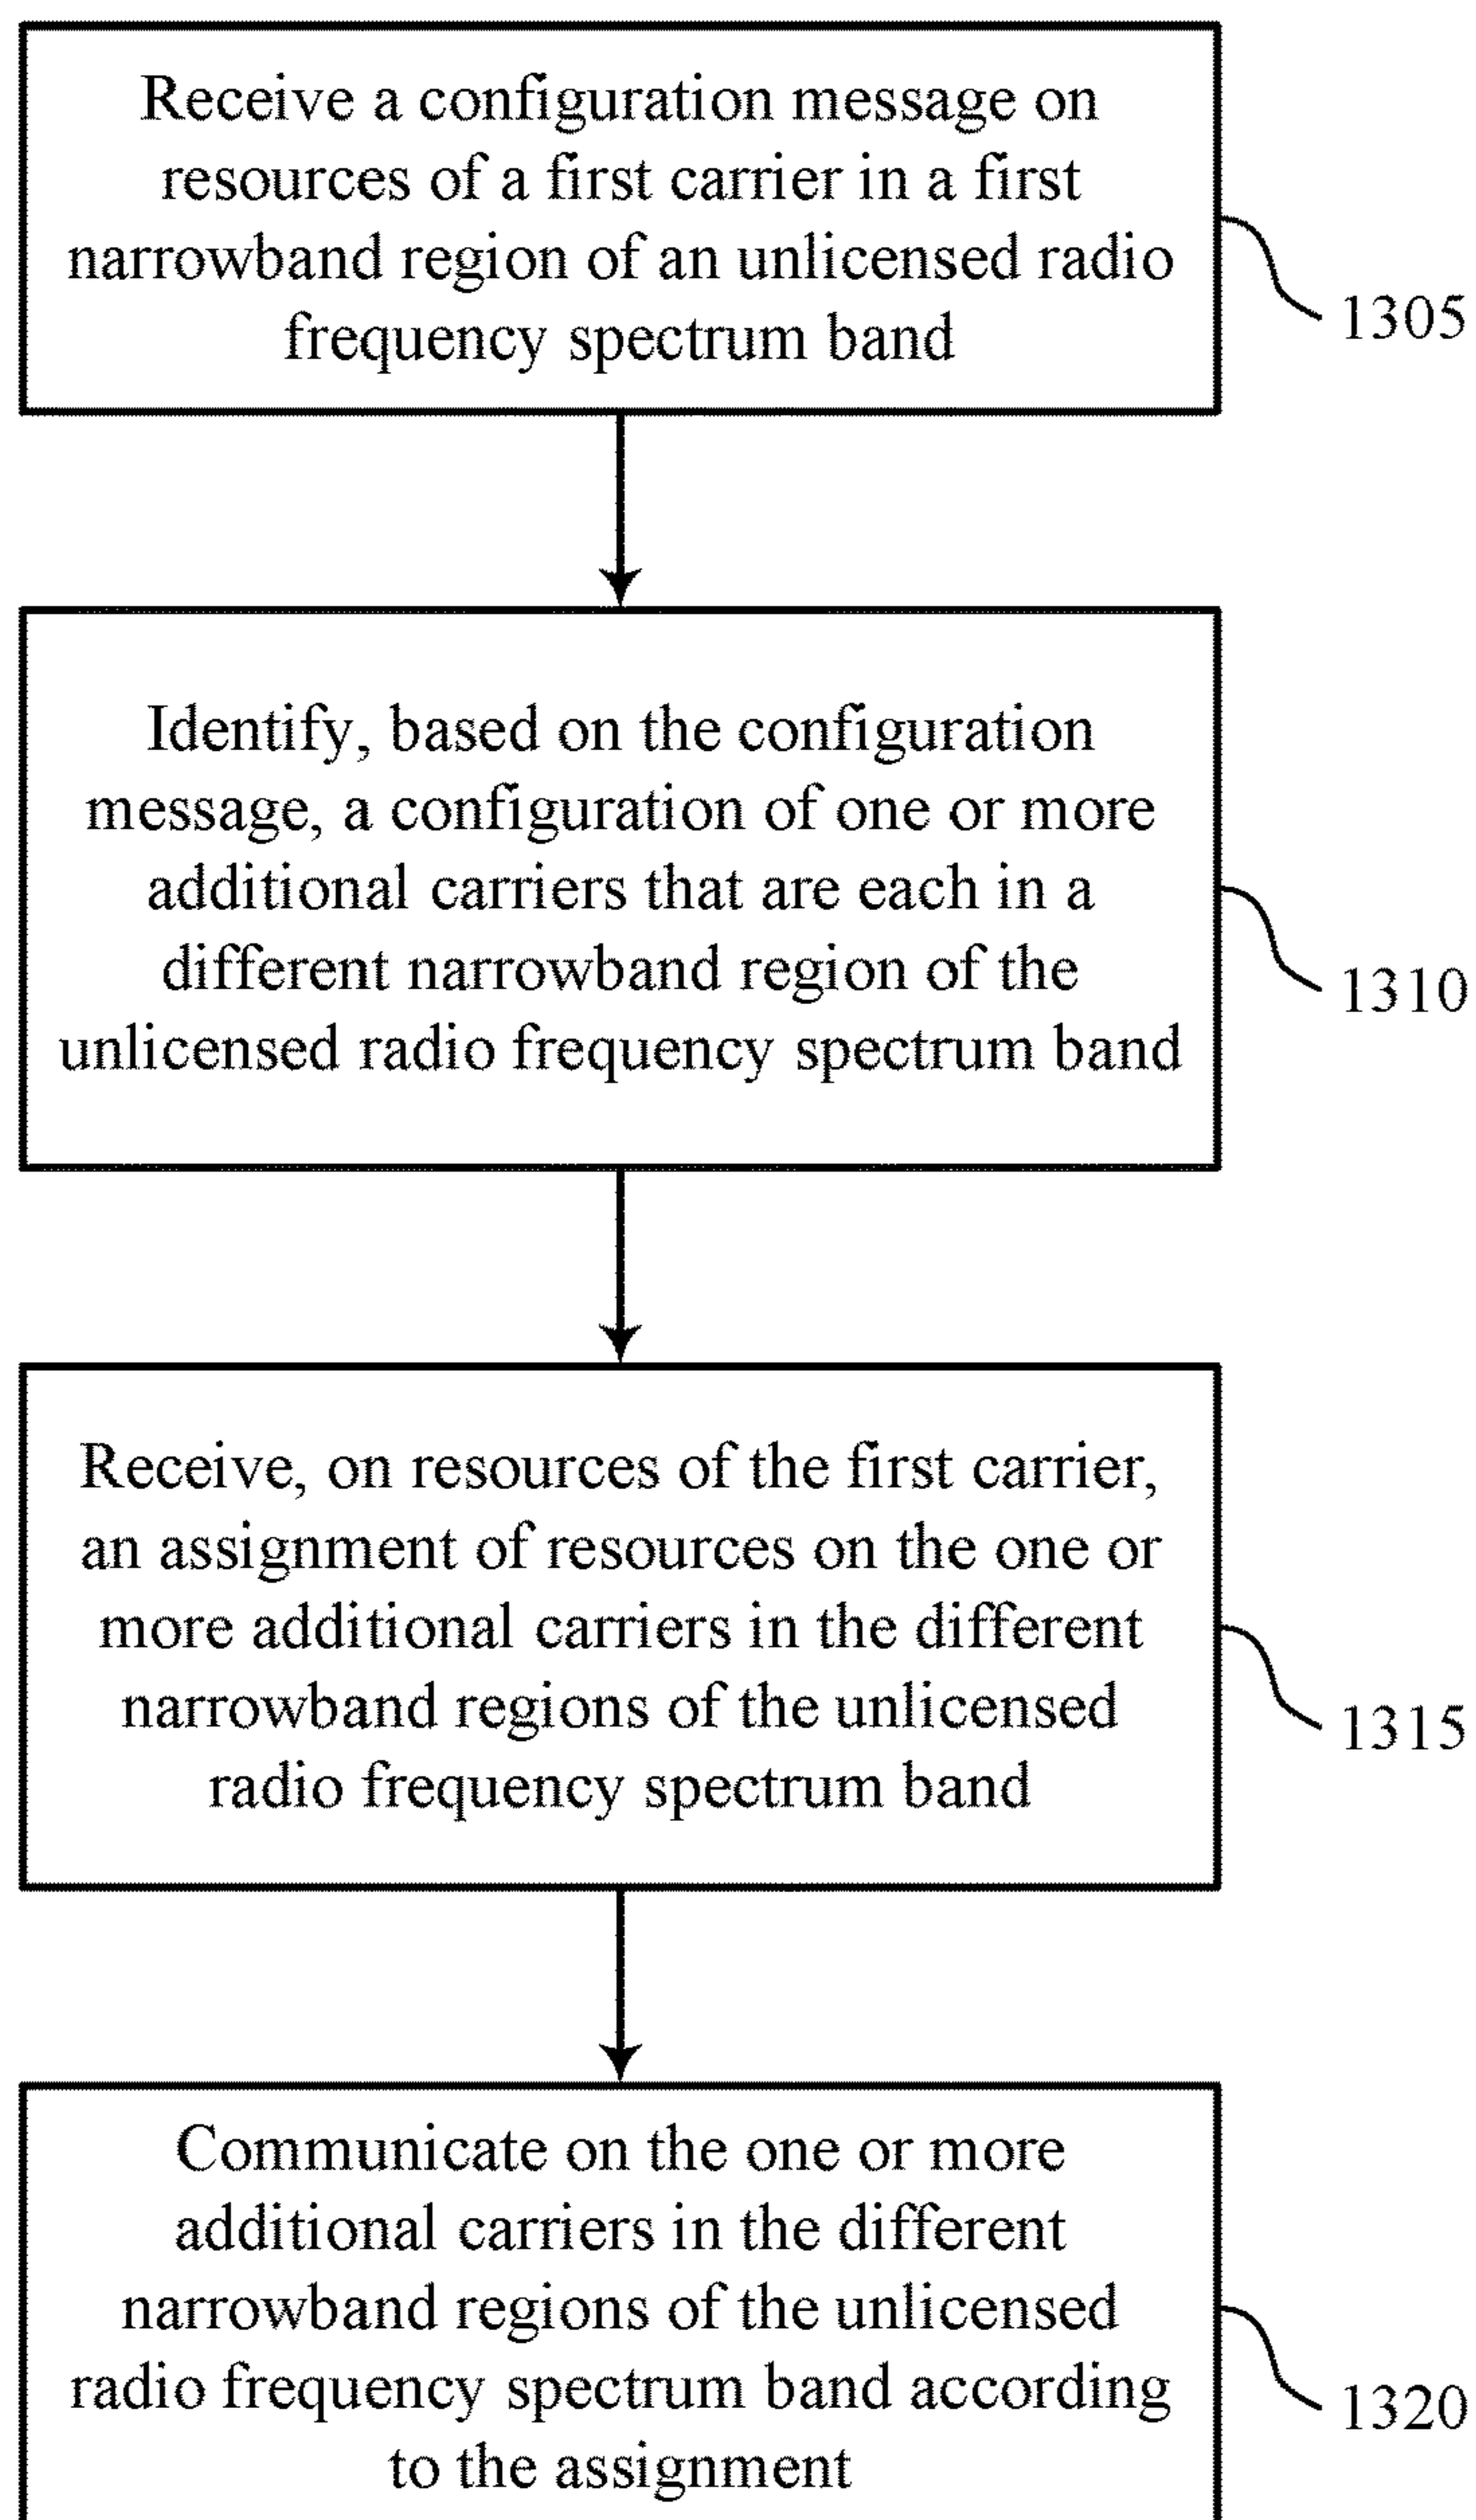 Receive a configuration message on
resources of a first carrier in a first
narrowband region of an unlicensed radio
frequency spectrum band
1305
Identify, based on the configuration
message, a configuration of one or more
additional carriers that are each in a
different narrowband region of the
unlicensed radio frequency spectrum band
1310
Receive, on resources of the first carrier,
an assignment of resources on the one or
more additional carriers in the different
narrowband regions of the unlicensed
radio frequency spectrum band
1315
Communicate on the one or more
additional carriers in the different
narrowband regions of the unlicensed
radio frequency spectrum band according
to the assignment
1320